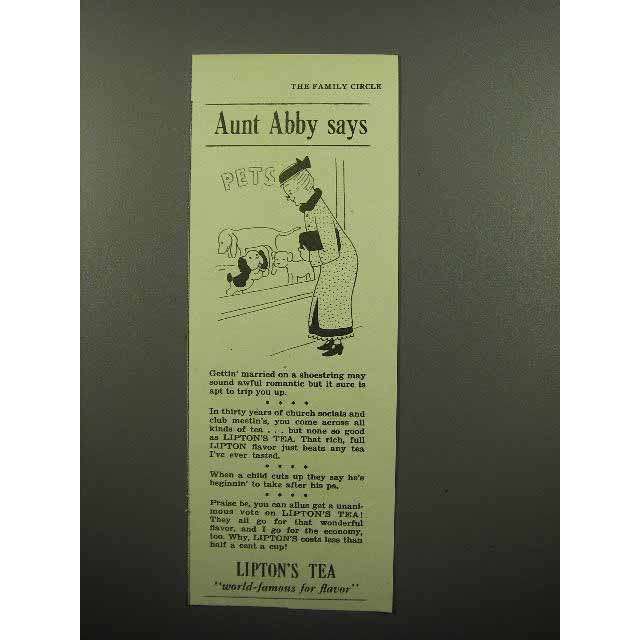 THE FAMILY CIRCLE
Aunt Abby says
PETS
Gettin' married on a shoestring may
sound awful romantic but it sure is
apt to trip you up.
* * * *
In thirty years of church socials and
club meetin's, you come across all
kinds of tea . . . but none so good
as LIPTON'S TEA. That rich, full
LIPTON flavor just beats any tea
I've ever tasted.
* * * *
When a child cuts up they say he's
beginnin' to take after his pa.
* * * *
Praise be, you can allus get a unani-
mous vote on LIPTON'S TEA!
They all go for that wonderful
flavor, and I go for the economy,
too. Why, LIPTON'S costs less than
half a cent a cup!
LIPTON'S TEA
"world-famous for flavor"